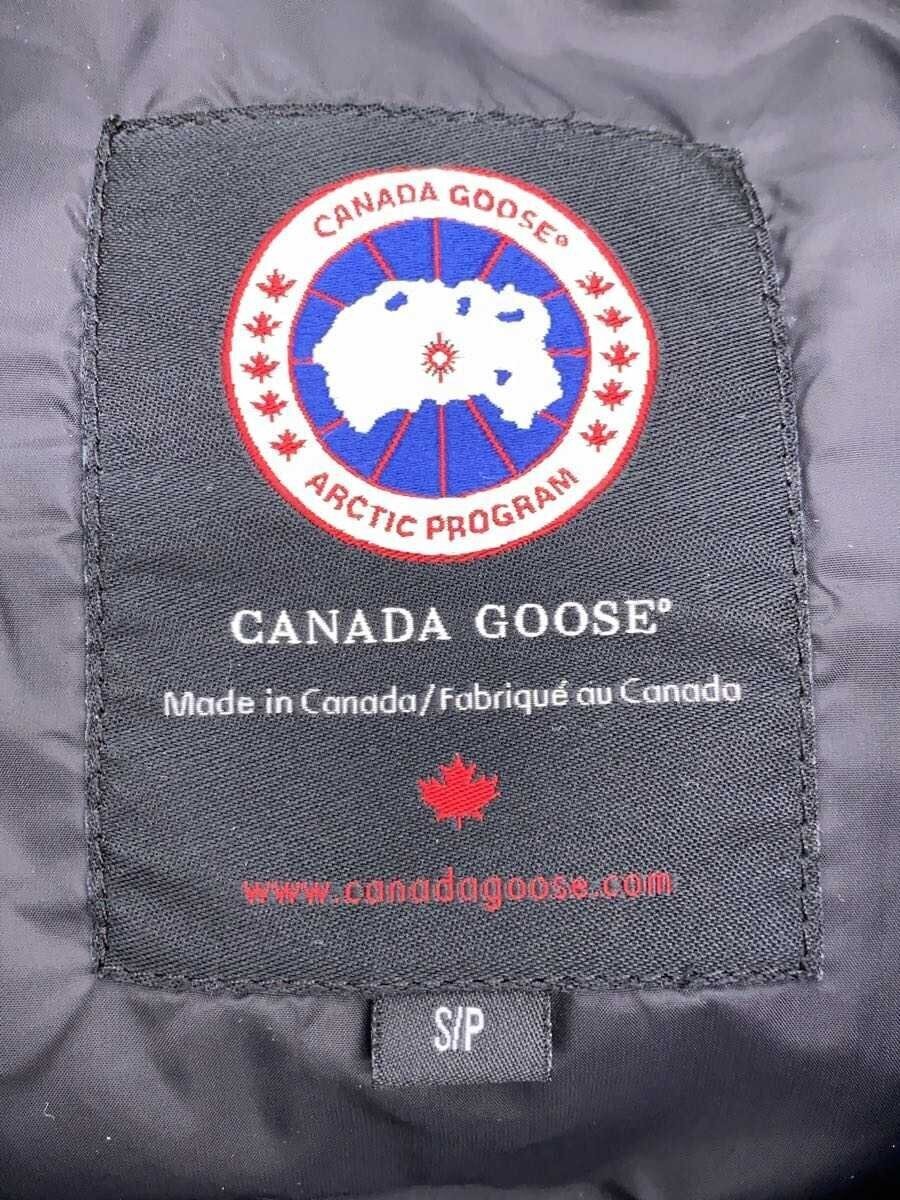 CANADA GOOSE®
ARCTIC PROGRAM
CANADA GOOSE®
Made in Canada/Fabriqué au Canada
www.canadagoose.com
S/P